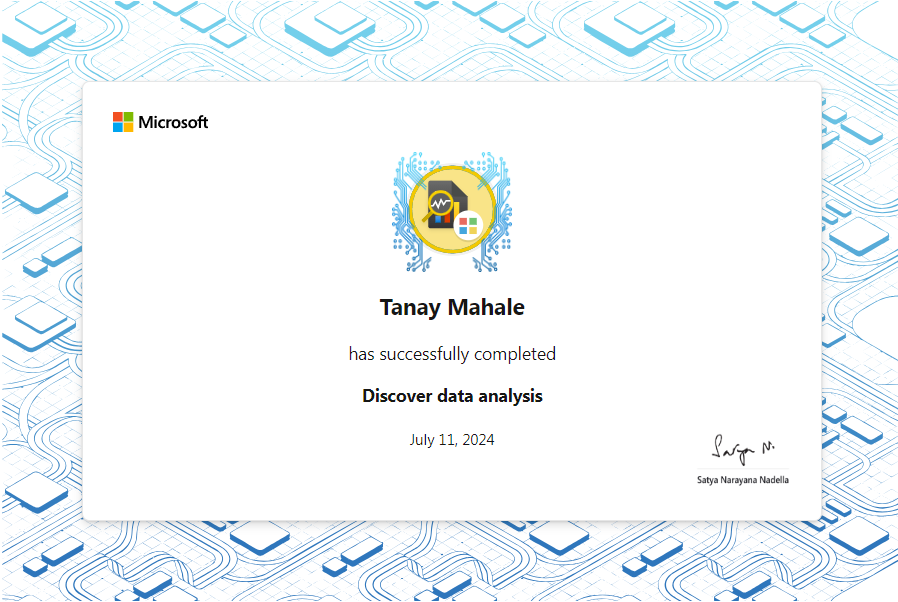 Microsoft
Tanay Mahale
has successfully completed
Discover data analysis
July 11, 2024
Satya N.
Satya Narayana Nadella